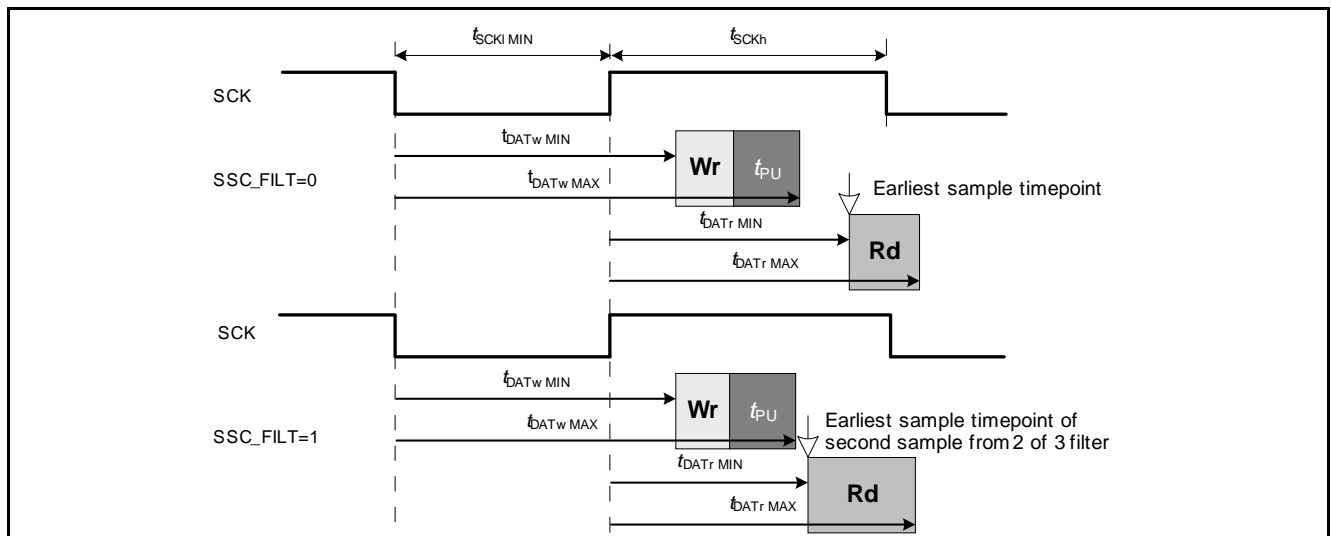 tSCKl MIN
tSCKh
SCK
tDATw MIN
Wr
tPU
SSC_FILT=0
tDATw MAX
Earliest sample timepoint
tDATr MIN
Rd
tDATr MAX
SCK
tDATw MIN
Wr
tPU
SSC_FILT=1
tDATw MAX
Earliest sample timepoint of
second sample from 2 of 3 filter
tDATr MIN
Rd
tDATr MAX